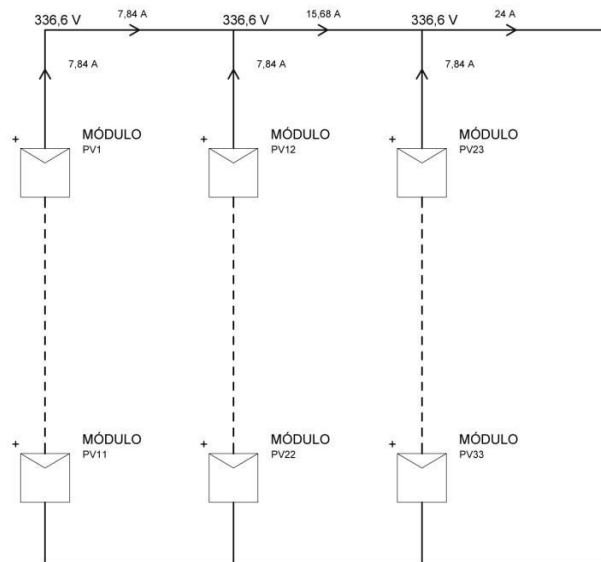 336,6 V 7,84 A 336,6 V 15,68 A 336,6 V 24 A
7,84 A 7,84 A 7,84 A
+ MÓDULO + MÓDULO + MÓDULO
PV1 PV12 PV23
+ MÓDULO + MÓDULO + MÓDULO
PV11 PV22 PV33